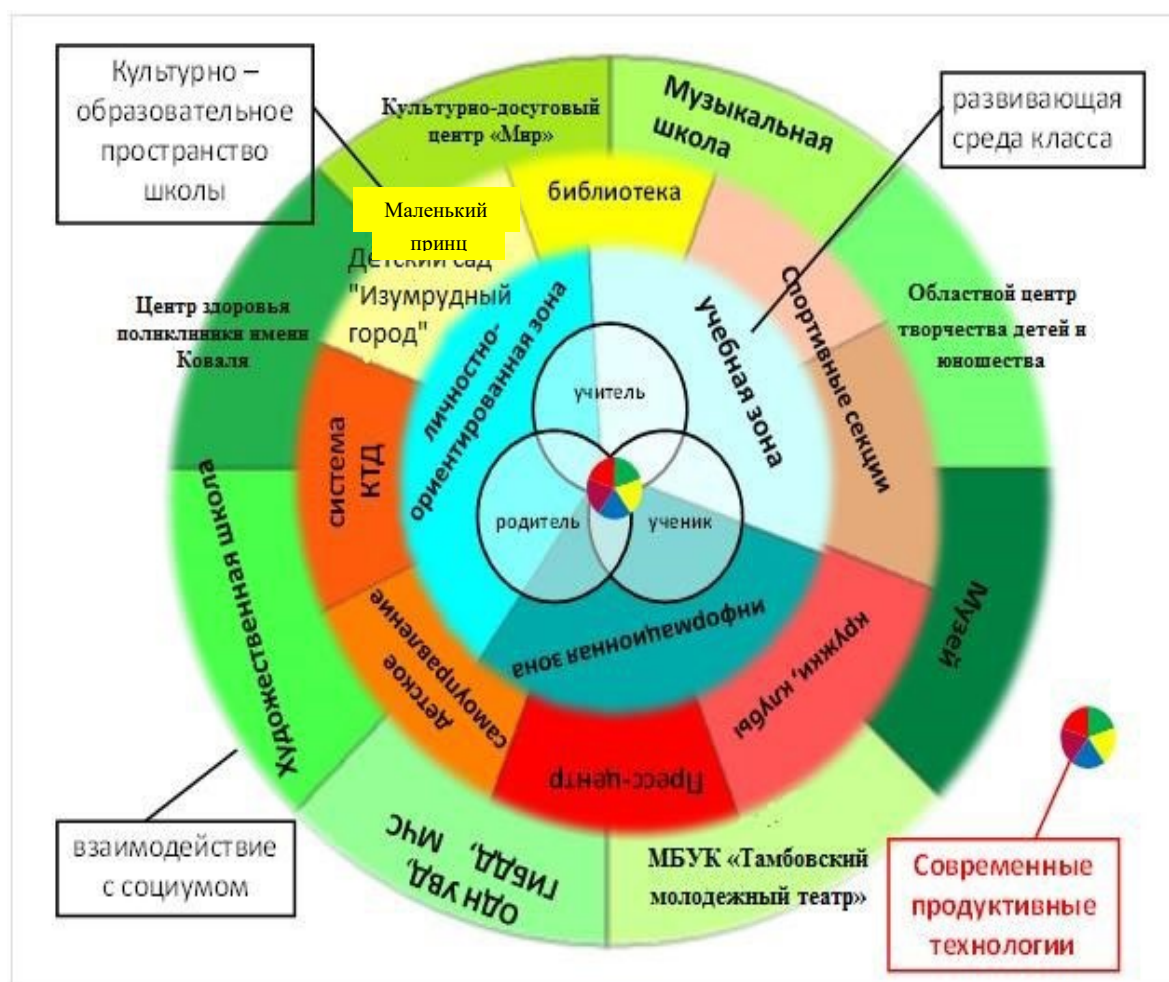 Культурно –
образовательное
пространство
школы
Культурно-досуговый
центр «Мир»
Музыкальная
школа
развивающая
среда класса
Маленький
принц
библиотека
Детский сад
"Изумрудный
город"
Центр здоровья
поликлиники имени
Коваля
личностно-
ориентированная зона
учебная зона
Спортивные секции
Областной центр
творчества детей и
юношества
учитель
родитель
ученик
система
КТД
Художественная школа
Детское
самоуправление
информационная зона
кружки, клубы
Музей
Пресс-центр
ОДН УВД,
ГИБДД, МЧС
МБУК «Тамбовский
молодежный театр»
взаимодействие
с социумом
Современные
продуктивные
технологии